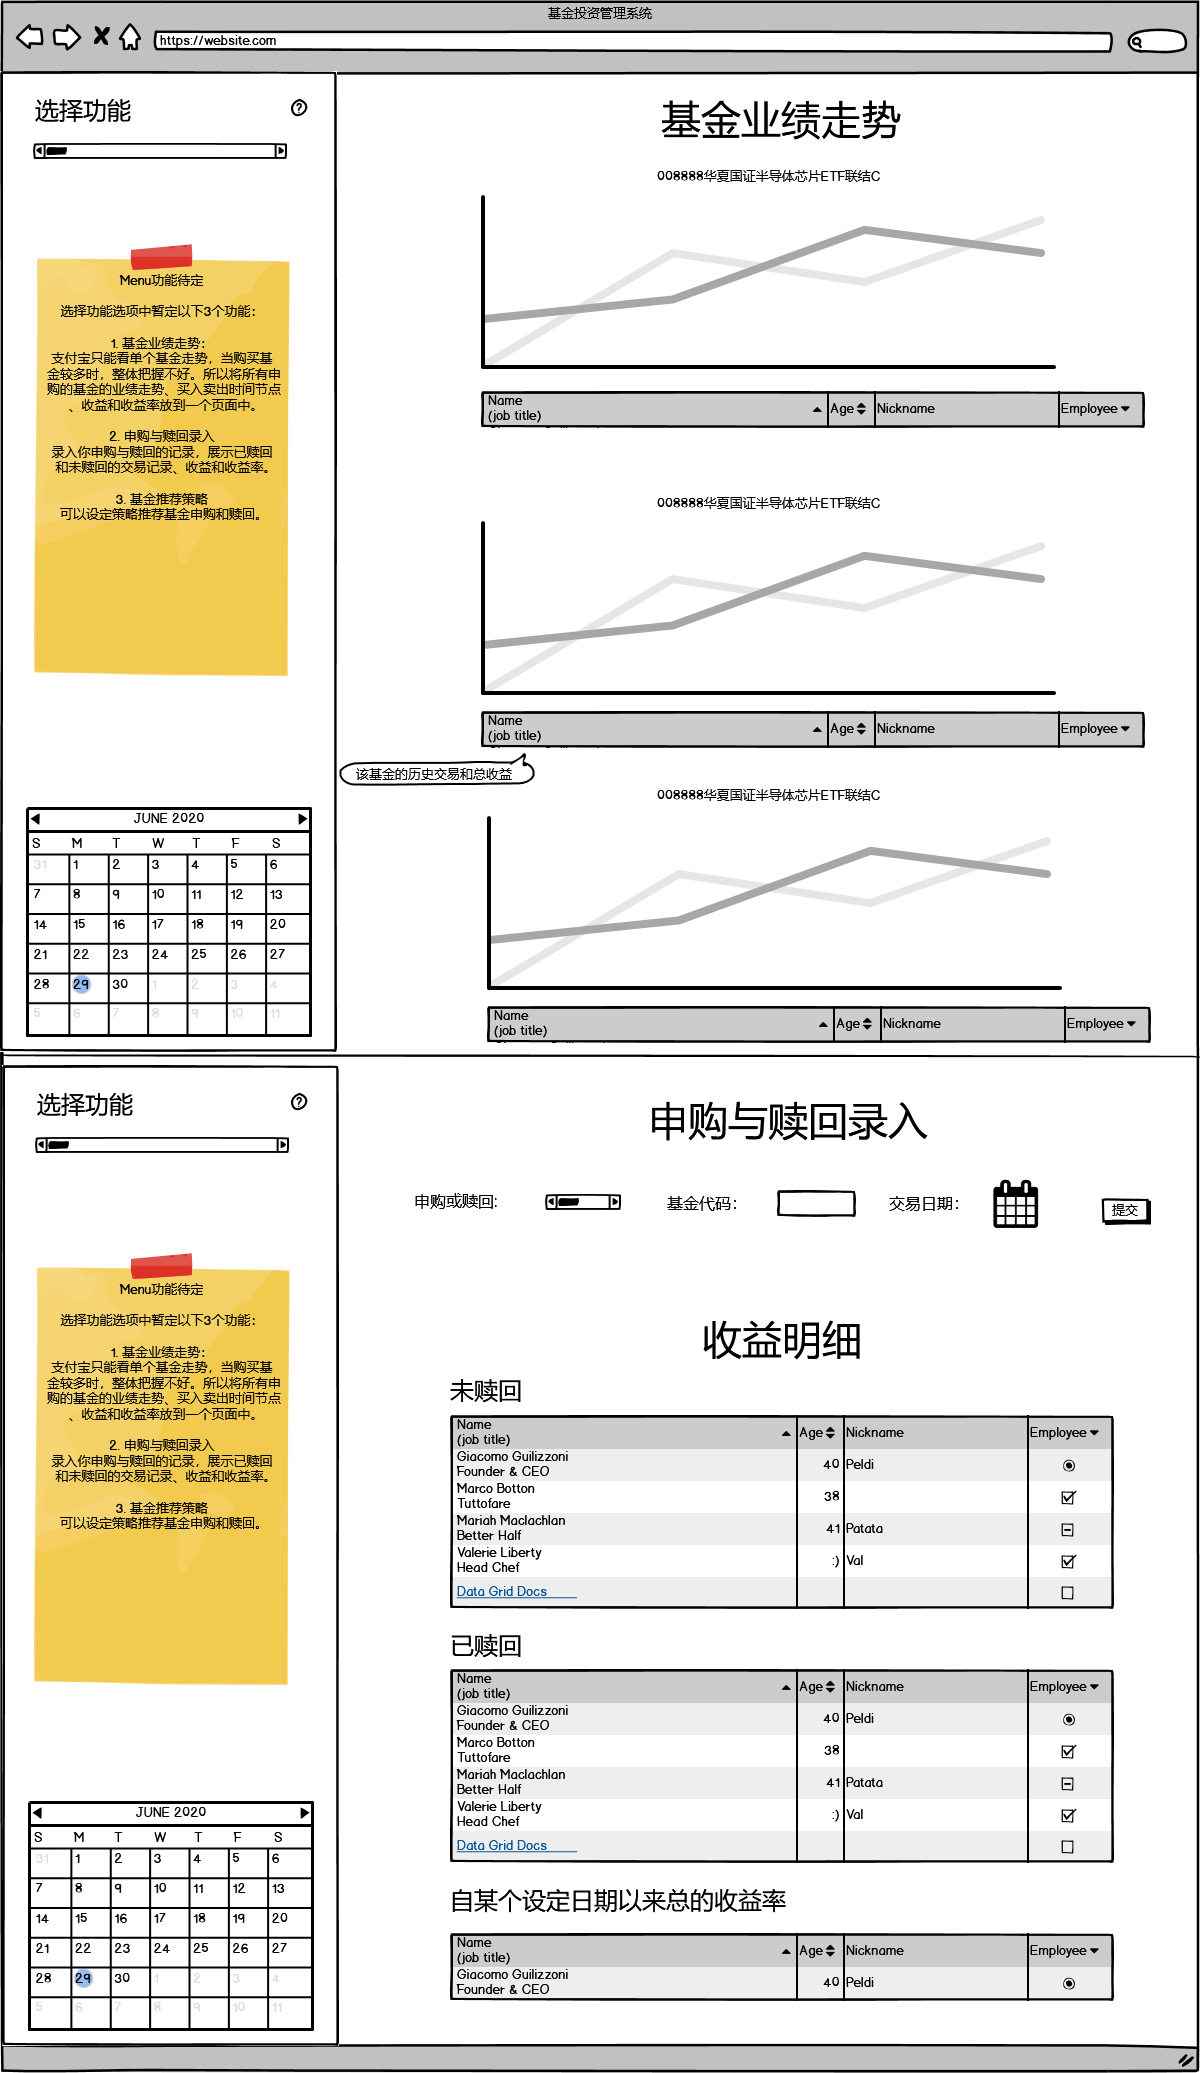 基金投资管理系统
https://website.com
选择功能
?
Menu功能待定
选择功能选项中暂定以下3个功能：
1. 基金业绩走势：
支付宝只能看单个基金走势，当购买基
金较多时，整体把握不好。所以将所有申
购的基金的业绩走势、买入卖出时间节点
、收益和收益率放到一个页面中。
2. 申购与赎回录入
录入你申购与赎回的记录，展示已赎回
和未赎回的交易记录、收益和收益率。
3. 基金推荐策略
可以设定策略推荐基金申购和赎回。
JUNE 2020
S M T W T F S
31 1 2 3 4 5 6
7 8 9 10 11 12 13
14 15 16 17 18 19 20
21 22 23 24 25 26 27
28 29 30 1 2 3 4
5 6 7 8 9 10 11
基金业绩走势
008888华夏国证半导体芯片ETF联结C
Name
(job title) Age Nickname Employee
008888华夏国证半导体芯片ETF联结C
Name
(job title) Age Nickname Employee
该基金的历史交易和总收益
008888华夏国证半导体芯片ETF联结C
Name
(job title) Age Nickname Employee
选择功能
?
Menu功能待定
选择功能选项中暂定以下3个功能：
1. 基金业绩走势：
支付宝只能看单个基金走势，当购买基
金较多时，整体把握不好。所以将所有申
购的基金的业绩走势、买入卖出时间节点
、收益和收益率放到一个页面中。
2. 申购与赎回录入
录入你申购与赎回的记录，展示已赎回
和未赎回的交易记录、收益和收益率。
3. 基金推荐策略
可以设定策略推荐基金申购和赎回。
JUNE 2020
S M T W T F S
31 1 2 3 4 5 6
7 8 9 10 11 12 13
14 15 16 17 18 19 20
21 22 23 24 25 26 27
28 29 30 1 2 3 4
5 6 7 8 9 10 11
申购与赎回录入
申购或赎回: 基金代码： 交易日期： 提交
收益明细
未赎回
Name
(job title) Age Nickname Employee
Giacomo Guilizzoni
Founder & CEO 40 Peldi
Marco Botton
Tuttofare 38
Mariah Maclachlan
Better Half 41 Patata
Valerie Liberty
Head Chef :) Val
Data Grid Docs
已赎回
Name
(job title) Age Nickname Employee
Giacomo Guilizzoni
Founder & CEO 40 Peldi
Marco Botton
Tuttofare 38
Mariah Maclachlan
Better Half 41 Patata
Valerie Liberty
Head Chef :) Val
Data Grid Docs
自某个设定日期以来总的收益率
Name
(job title) Age Nickname Employee
Giacomo Guilizzoni
Founder & CEO 40 Peldi